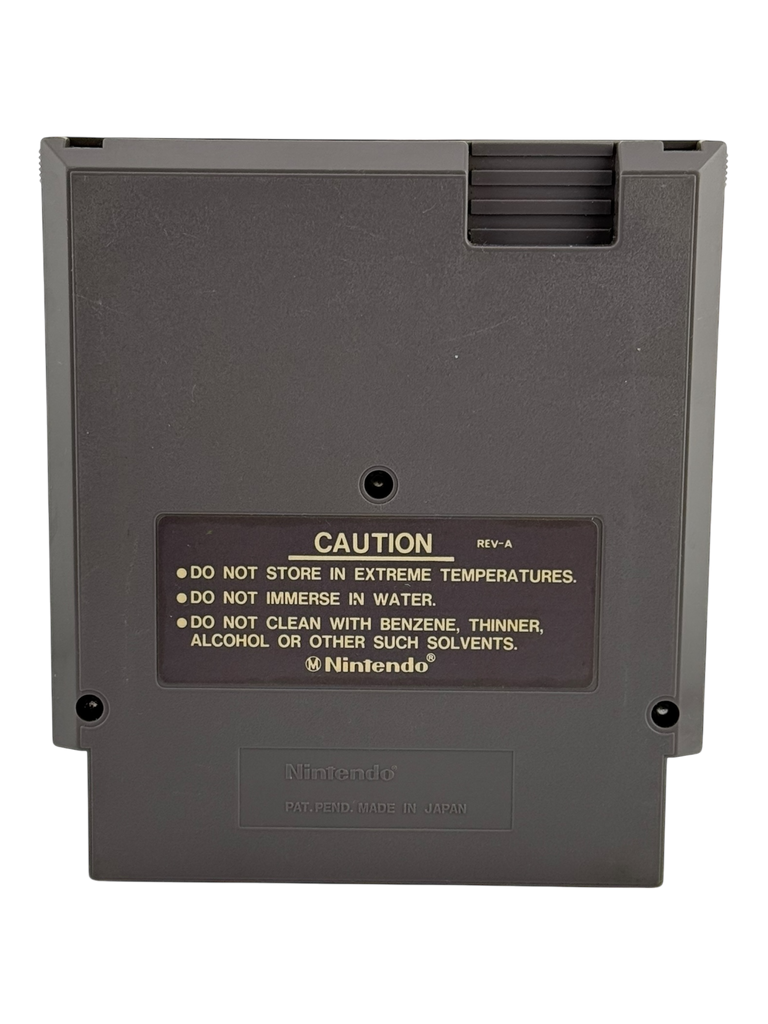 CAUTION REV-A
● DO NOT STORE IN EXTREME TEMPERATURES.
● DO NOT IMMERSE IN WATER.
● DO NOT CLEAN WITH BENZENE, THINNER,
ALCOHOL OR OTHER SUCH SOLVENTS.
Ⓜ Nintendo®
Nintendo®
PAT. PEND. MADE IN JAPAN